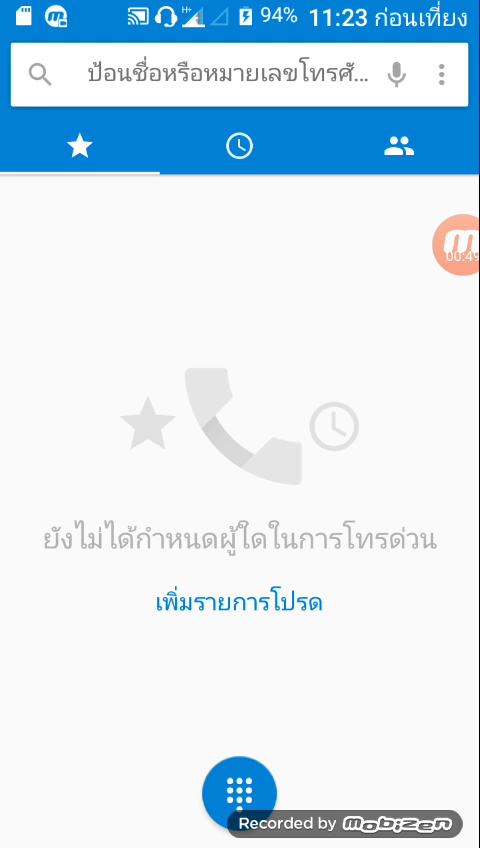 94% 11:23 ก่อนเที่ยง
ป้อนชื่อหรือหมายเลขโทรศั...
00:49
ยังไม่ได้กำหนดผู้ใดในการโทรด่วน
เพิ่มรายการโปรด
Recorded by mobizen